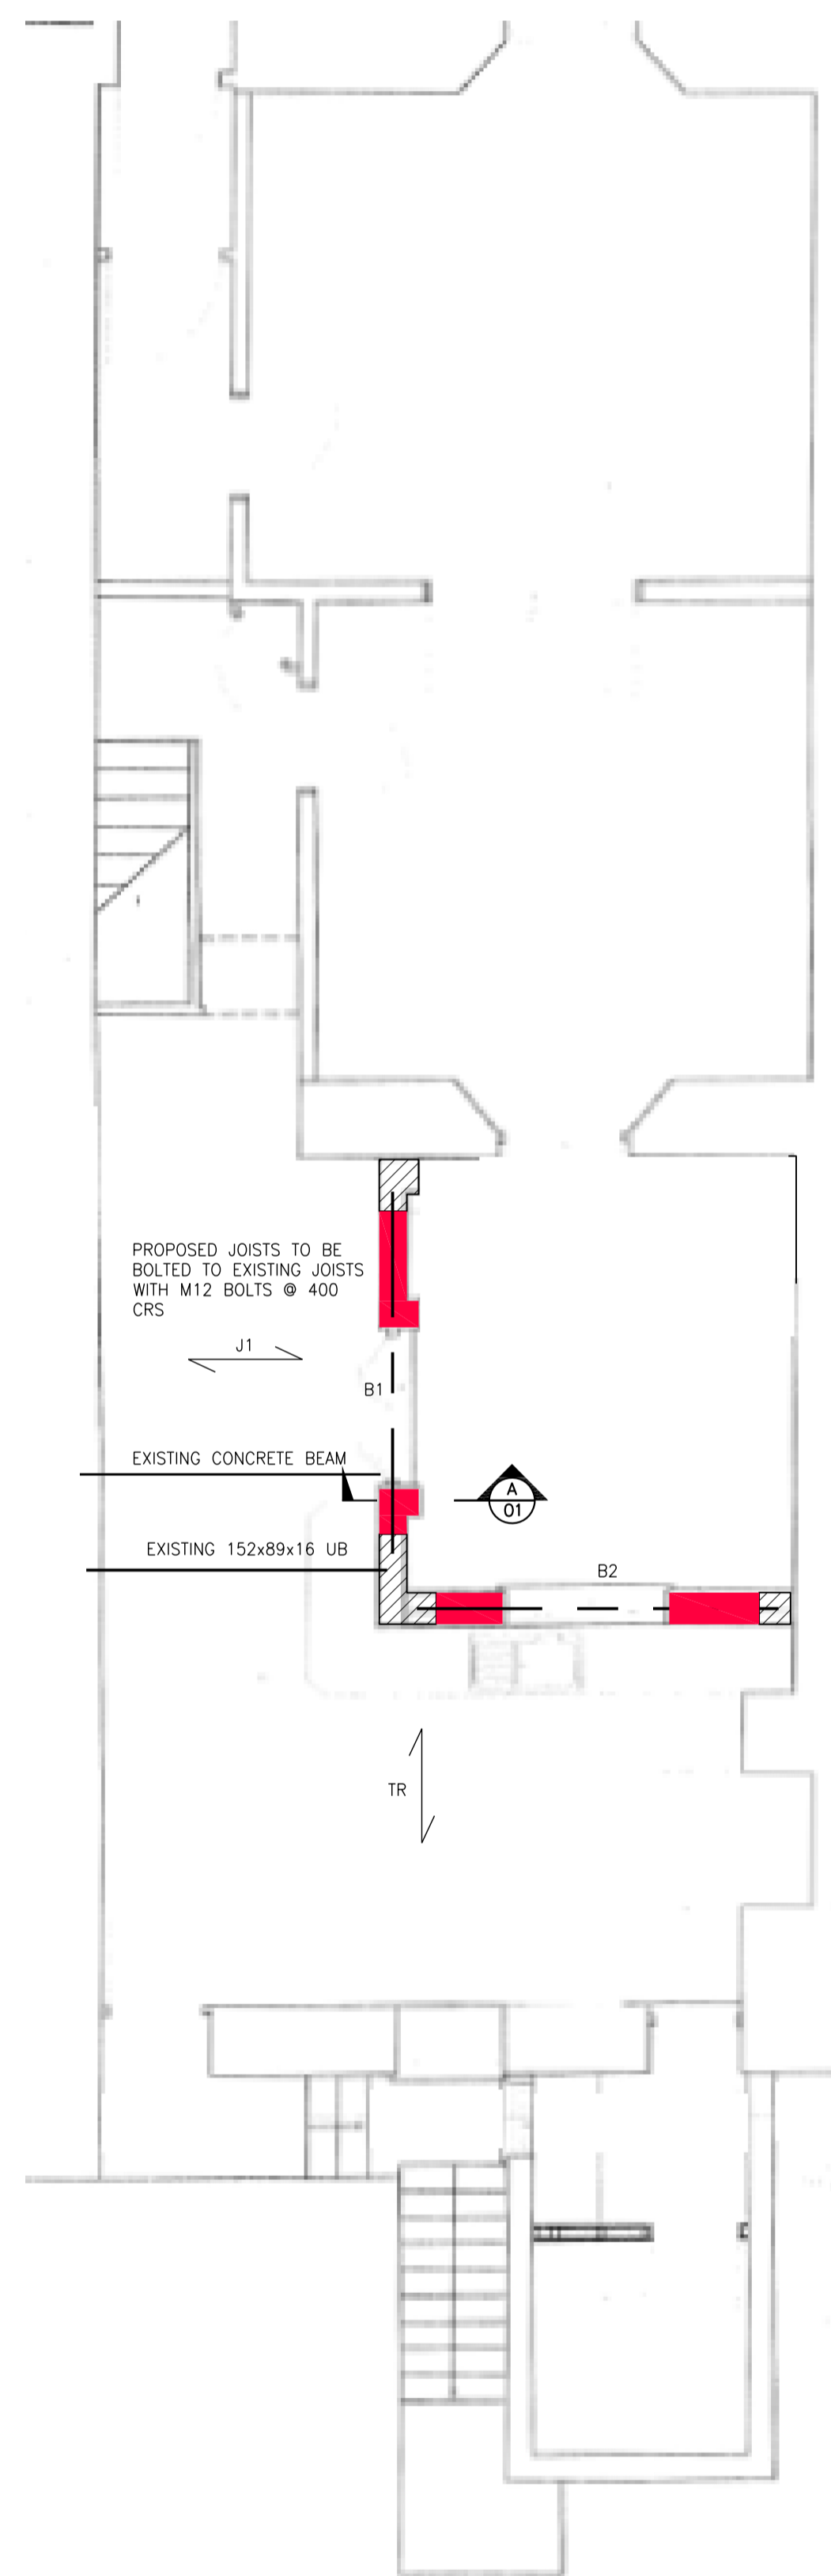 PROPOSED JOISTS TO BE
BOLTED TO EXISTING JOISTS
WITH M12 BOLTS @ 400
CRS
J1
B1
EXISTING CONCRETE BEAM
A
01
EXISTING 152x89x16 UB
B2
TR